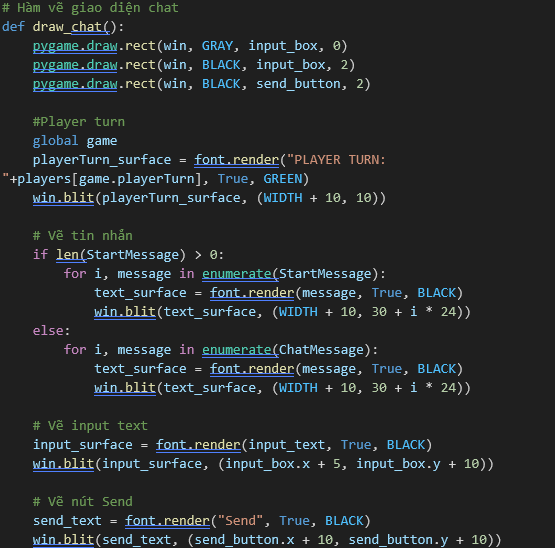 # Hàm vẽ giao diện chat
def draw_chat():
    pygame.draw.rect(win, GRAY, input_box, 0)
    pygame.draw.rect(win, BLACK, input_box, 2)
    pygame.draw.rect(win, BLACK, send_button, 2)

    #Player turn
    global game
    playerTurn_surface = font.render("PLAYER TURN:
"+players[game.playerTurn], True, GREEN)
    win.blit(playerTurn_surface, (WIDTH + 10, 10))

    # Vẽ tin nhắn
    if len(StartMessage) > 0:
        for i, message in enumerate(StartMessage):
            text_surface = font.render(message, True, BLACK)
            win.blit(text_surface, (WIDTH + 10, 30 + i * 24))
    else:
        for i, message in enumerate(ChatMessage):
            text_surface = font.render(message, True, BLACK)
            win.blit(text_surface, (WIDTH + 10, 30 + i * 24))

    # Vẽ input text
    input_surface = font.render(input_text, True, BLACK)
    win.blit(input_surface, (input_box.x + 5, input_box.y + 10))

    # Vẽ nút Send
    send_text = font.render("Send", True, BLACK)
    win.blit(send_text, (send_button.x + 10, send_button.y + 10))